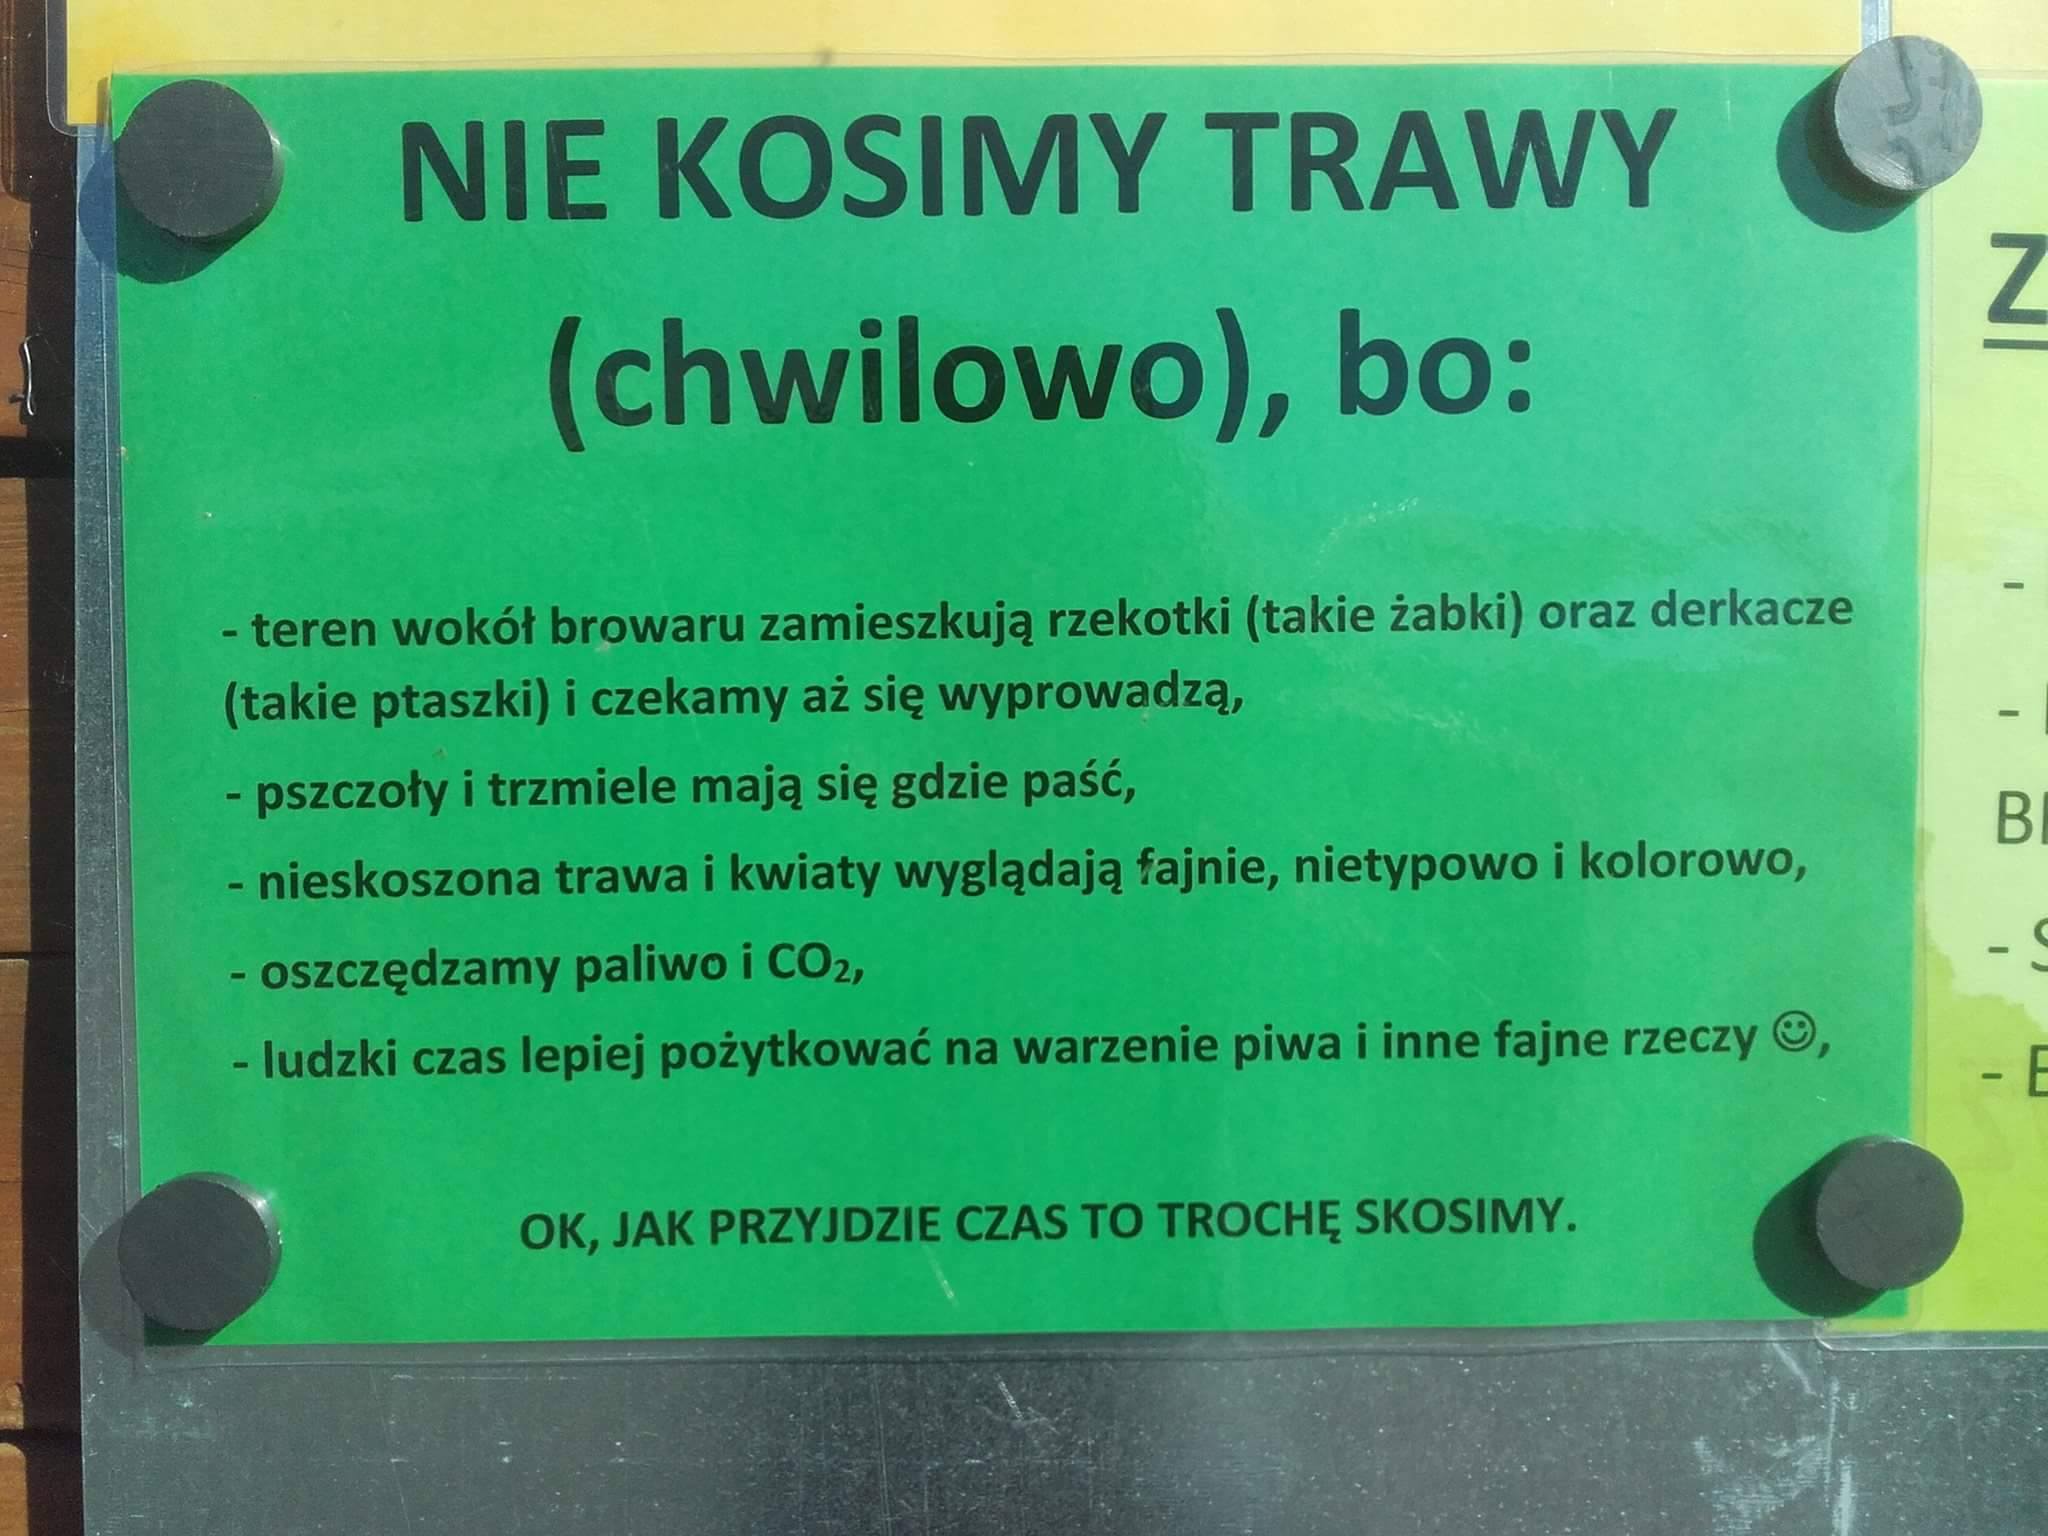 NIE KOSIMY TRAWY
(chwilowo), bo:
- teren wokół browaru zamieszkują rzekotki (takie żabki) oraz derkacze
(takie ptaszki) i czekamy aż się wyprowadzą,
- pszczoły i trzmiele mają się gdzie paść,
- nieskoszona trawa i kwiaty wyglądają fajnie, nietypowo i kolorowo,
- oszczędzamy paliwo i CO₂,
- ludzki czas lepiej pożytkować na warzenie piwa i inne fajne rzeczy ☺,
OK, JAK PRZYJDZIE CZAS TO TROCHĘ SKOSIMY.